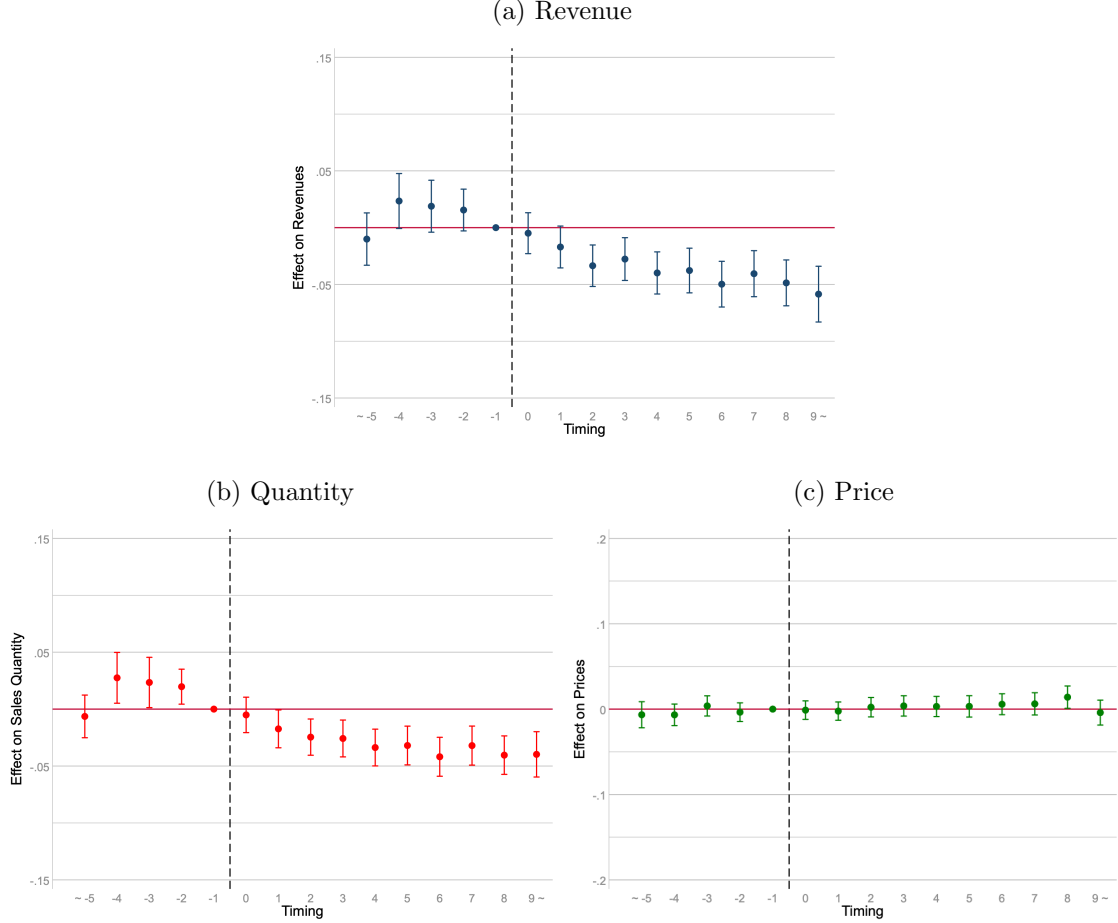 (a) Revenue
.15
.05
-.05
-.15
Effect on Revenues
~ -5 -4 -3 -2 -1 0 1 2 3 4 5 6 7 8 9 ~
Timing
(b) Quantity
.15
.05
-.05
-.15
Effect on Sales Quantity
~ -5 -4 -3 -2 -1 0 1 2 3 4 5 6 7 8 9 ~
Timing
(c) Price
.2
.1
0
-.1
-.2
Effect on Prices
~ -5 -4 -3 -2 -1 0 1 2 3 4 5 6 7 8 9 ~
Timing